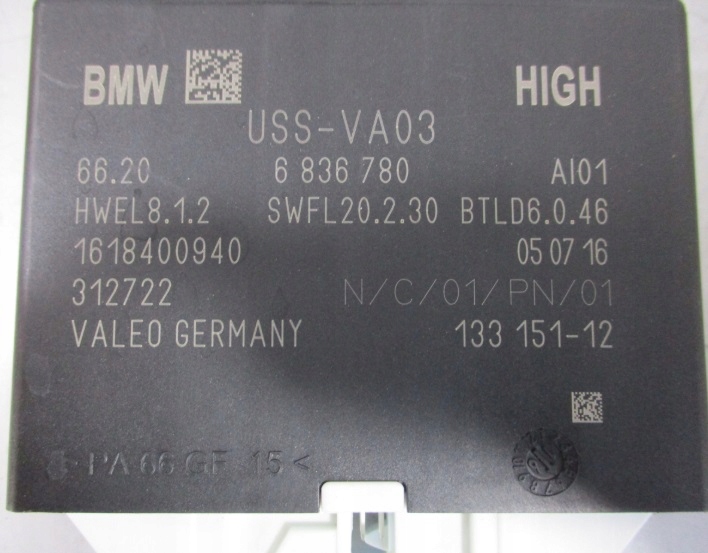 BMW HIGH
USS-VA03
66.20 6 836 780 AI01
HWEL8.1.2 SWFL20.2.30 BTLD6.0.46
1618400940 05 07 16
312722 N/C/01/PN/01
VALEO GERMANY 133 151-12
PA 66 GF 15<